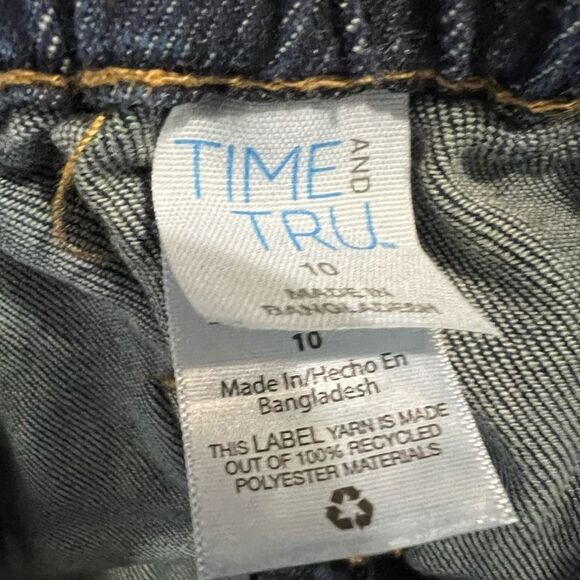 TIME AND
TRU™
10
MADE IN
BANGLADESH
10
Made In/Hecho En
Bangladesh
THIS LABEL YARN IS MADE
OUT OF 100% RECYCLED
POLYESTER MATERIALS